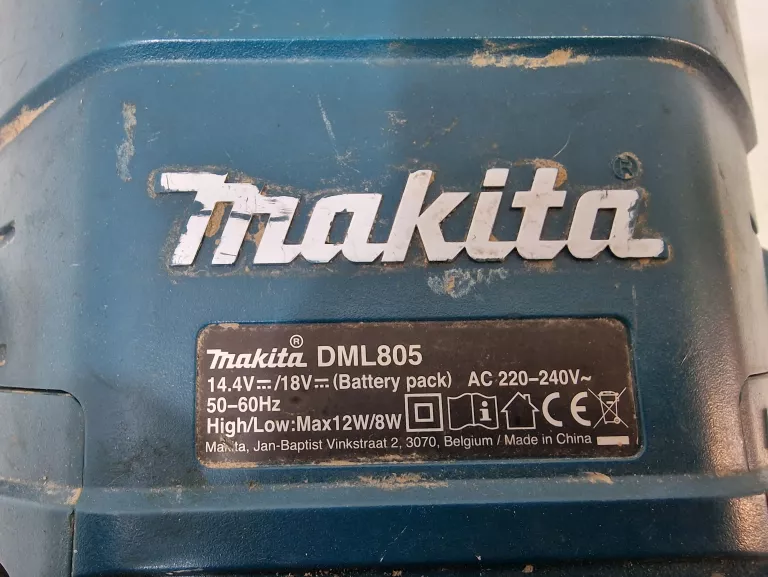 makita®
makita® DML805
14.4V⎓/18V⎓(Battery pack) AC 220–240V~
50–60Hz
High/Low:Max12W/8W CE
Makita, Jan-Baptist Vinkstraat 2, 3070, Belgium / Made in China